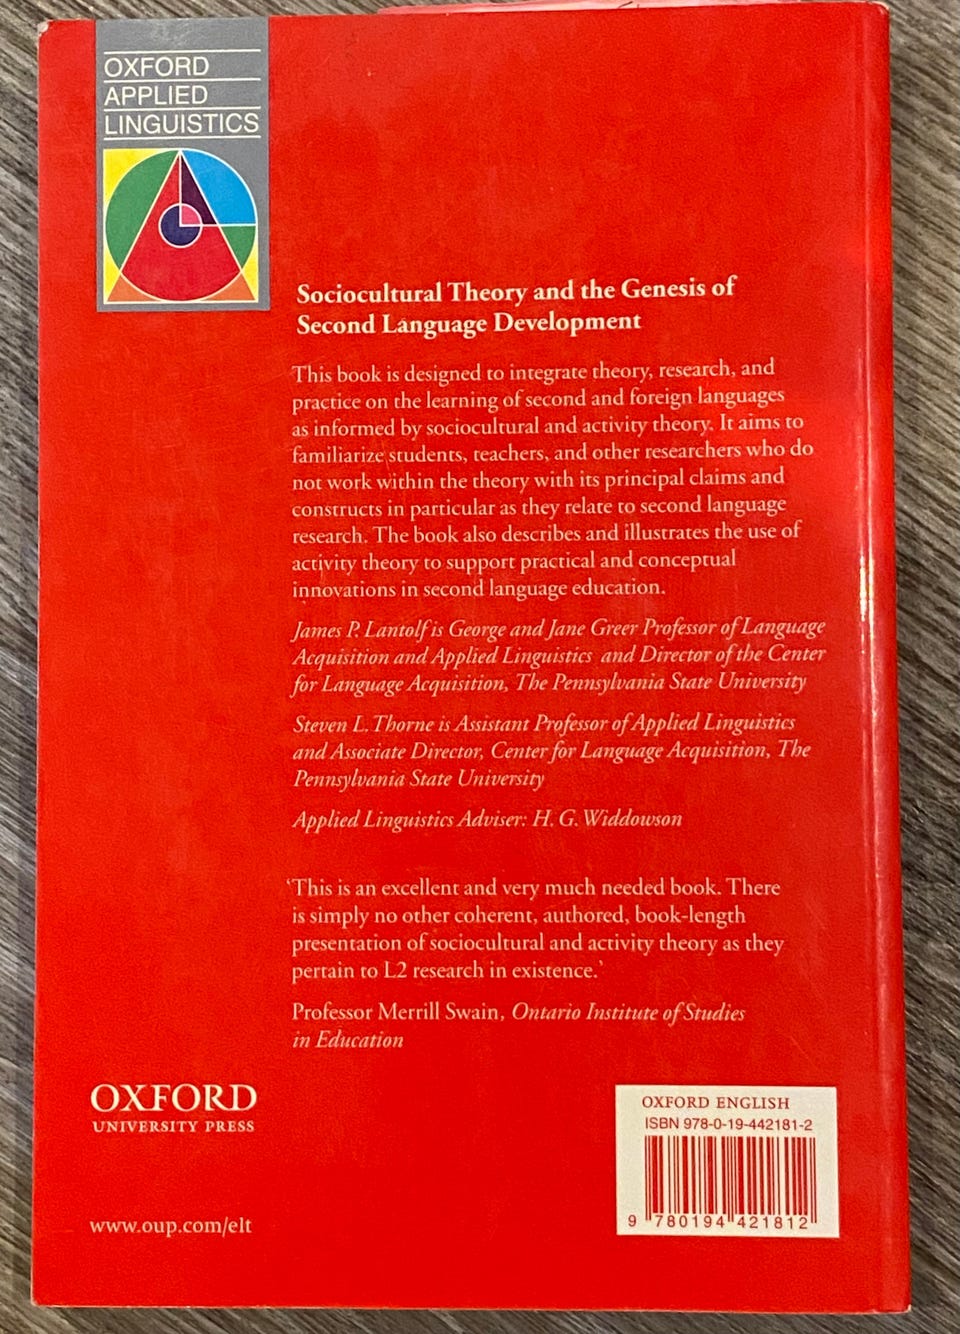 OXFORD
APPLIED
LINGUISTICS
Sociocultural Theory and the Genesis of
Second Language Development
This book is designed to integrate theory, research, and
practice on the learning of second and foreign languages
as informed by sociocultural and activity theory. It aims to
familiarize students, teachers, and other researchers who do
not work within the theory with its principal claims and
constructs in particular as they relate to second language
research. The book also describes and illustrates the use of
activity theory to support practical and conceptual
innovations in second language education.
James P. Lantolf is George and Jane Greer Professor of Language
Acquisition and Applied Linguistics and Director of the Center
for Language Acquisition, The Pennsylvania State University
Steven L. Thorne is Assistant Professor of Applied Linguistics
and Associate Director, Center for Language Acquisition, The
Pennsylvania State University
Applied Linguistics Adviser: H. G. Widdowson
‘This is an excellent and very much needed book. There
is simply no other coherent, authored, book-length
presentation of sociocultural and activity theory as they
pertain to L2 research in existence.’
Professor Merrill Swain, Ontario Institute of Studies
in Education
OXFORD
UNIVERSITY PRESS
www.oup.com/elt
OXFORD ENGLISH
ISBN 978-0-19-442181-2
9 780194 421812